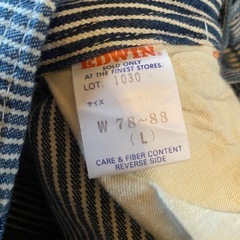 EDWIN
SOLD ONLY
AT THE FINEST STORES.
LOT. 1030
サイズ
W 78~88
(L)
CARE & FIBER CONTENT
REVERSE SIDE